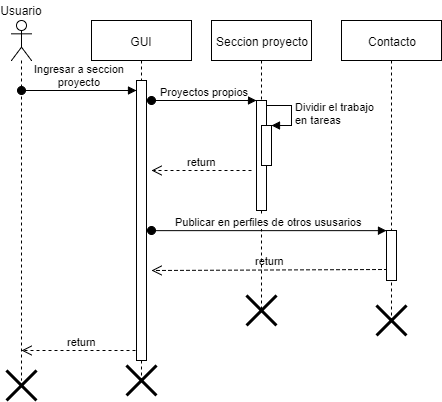 Usuario
GUI
Seccion proyecto
Contacto
Ingresar a seccion
proyecto
Proyectos propios
Dividir el trabajo
en tareas
return
Publicar en perfiles de otros ususarios
return
return